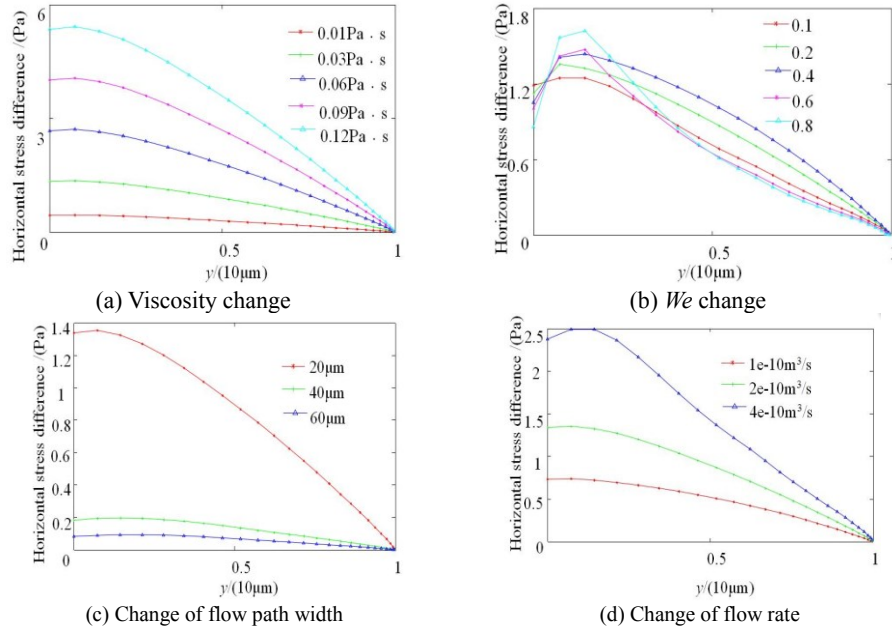 Horizontal stress difference /(Pa)
6
3
0
0.5
1
y/(10μm)
0.01Pa · s
0.03Pa · s
0.06Pa · s
0.09Pa · s
0.12Pa · s
(a) Viscosity change
Horizontal stress difference /(Pa)
1.8
1.2
0.6
0
0.5
y/(10μm)
0.1
0.2
0.4
0.6
0.8
(b) We change
Horizontal stress difference /(Pa)
1.4
1.2
1
0.8
0.6
0.4
0.2
0
0.5
1
y/(10μm)
20μm
40μm
60μm
(c) Change of flow path width
Horizontal stress difference /(Pa)
2.5
2
1.5
1
0.5
0
0.5
1
y/(10μm)
1e-10m³/s
2e-10m³/s
4e-10m³/s
(d) Change of flow rate